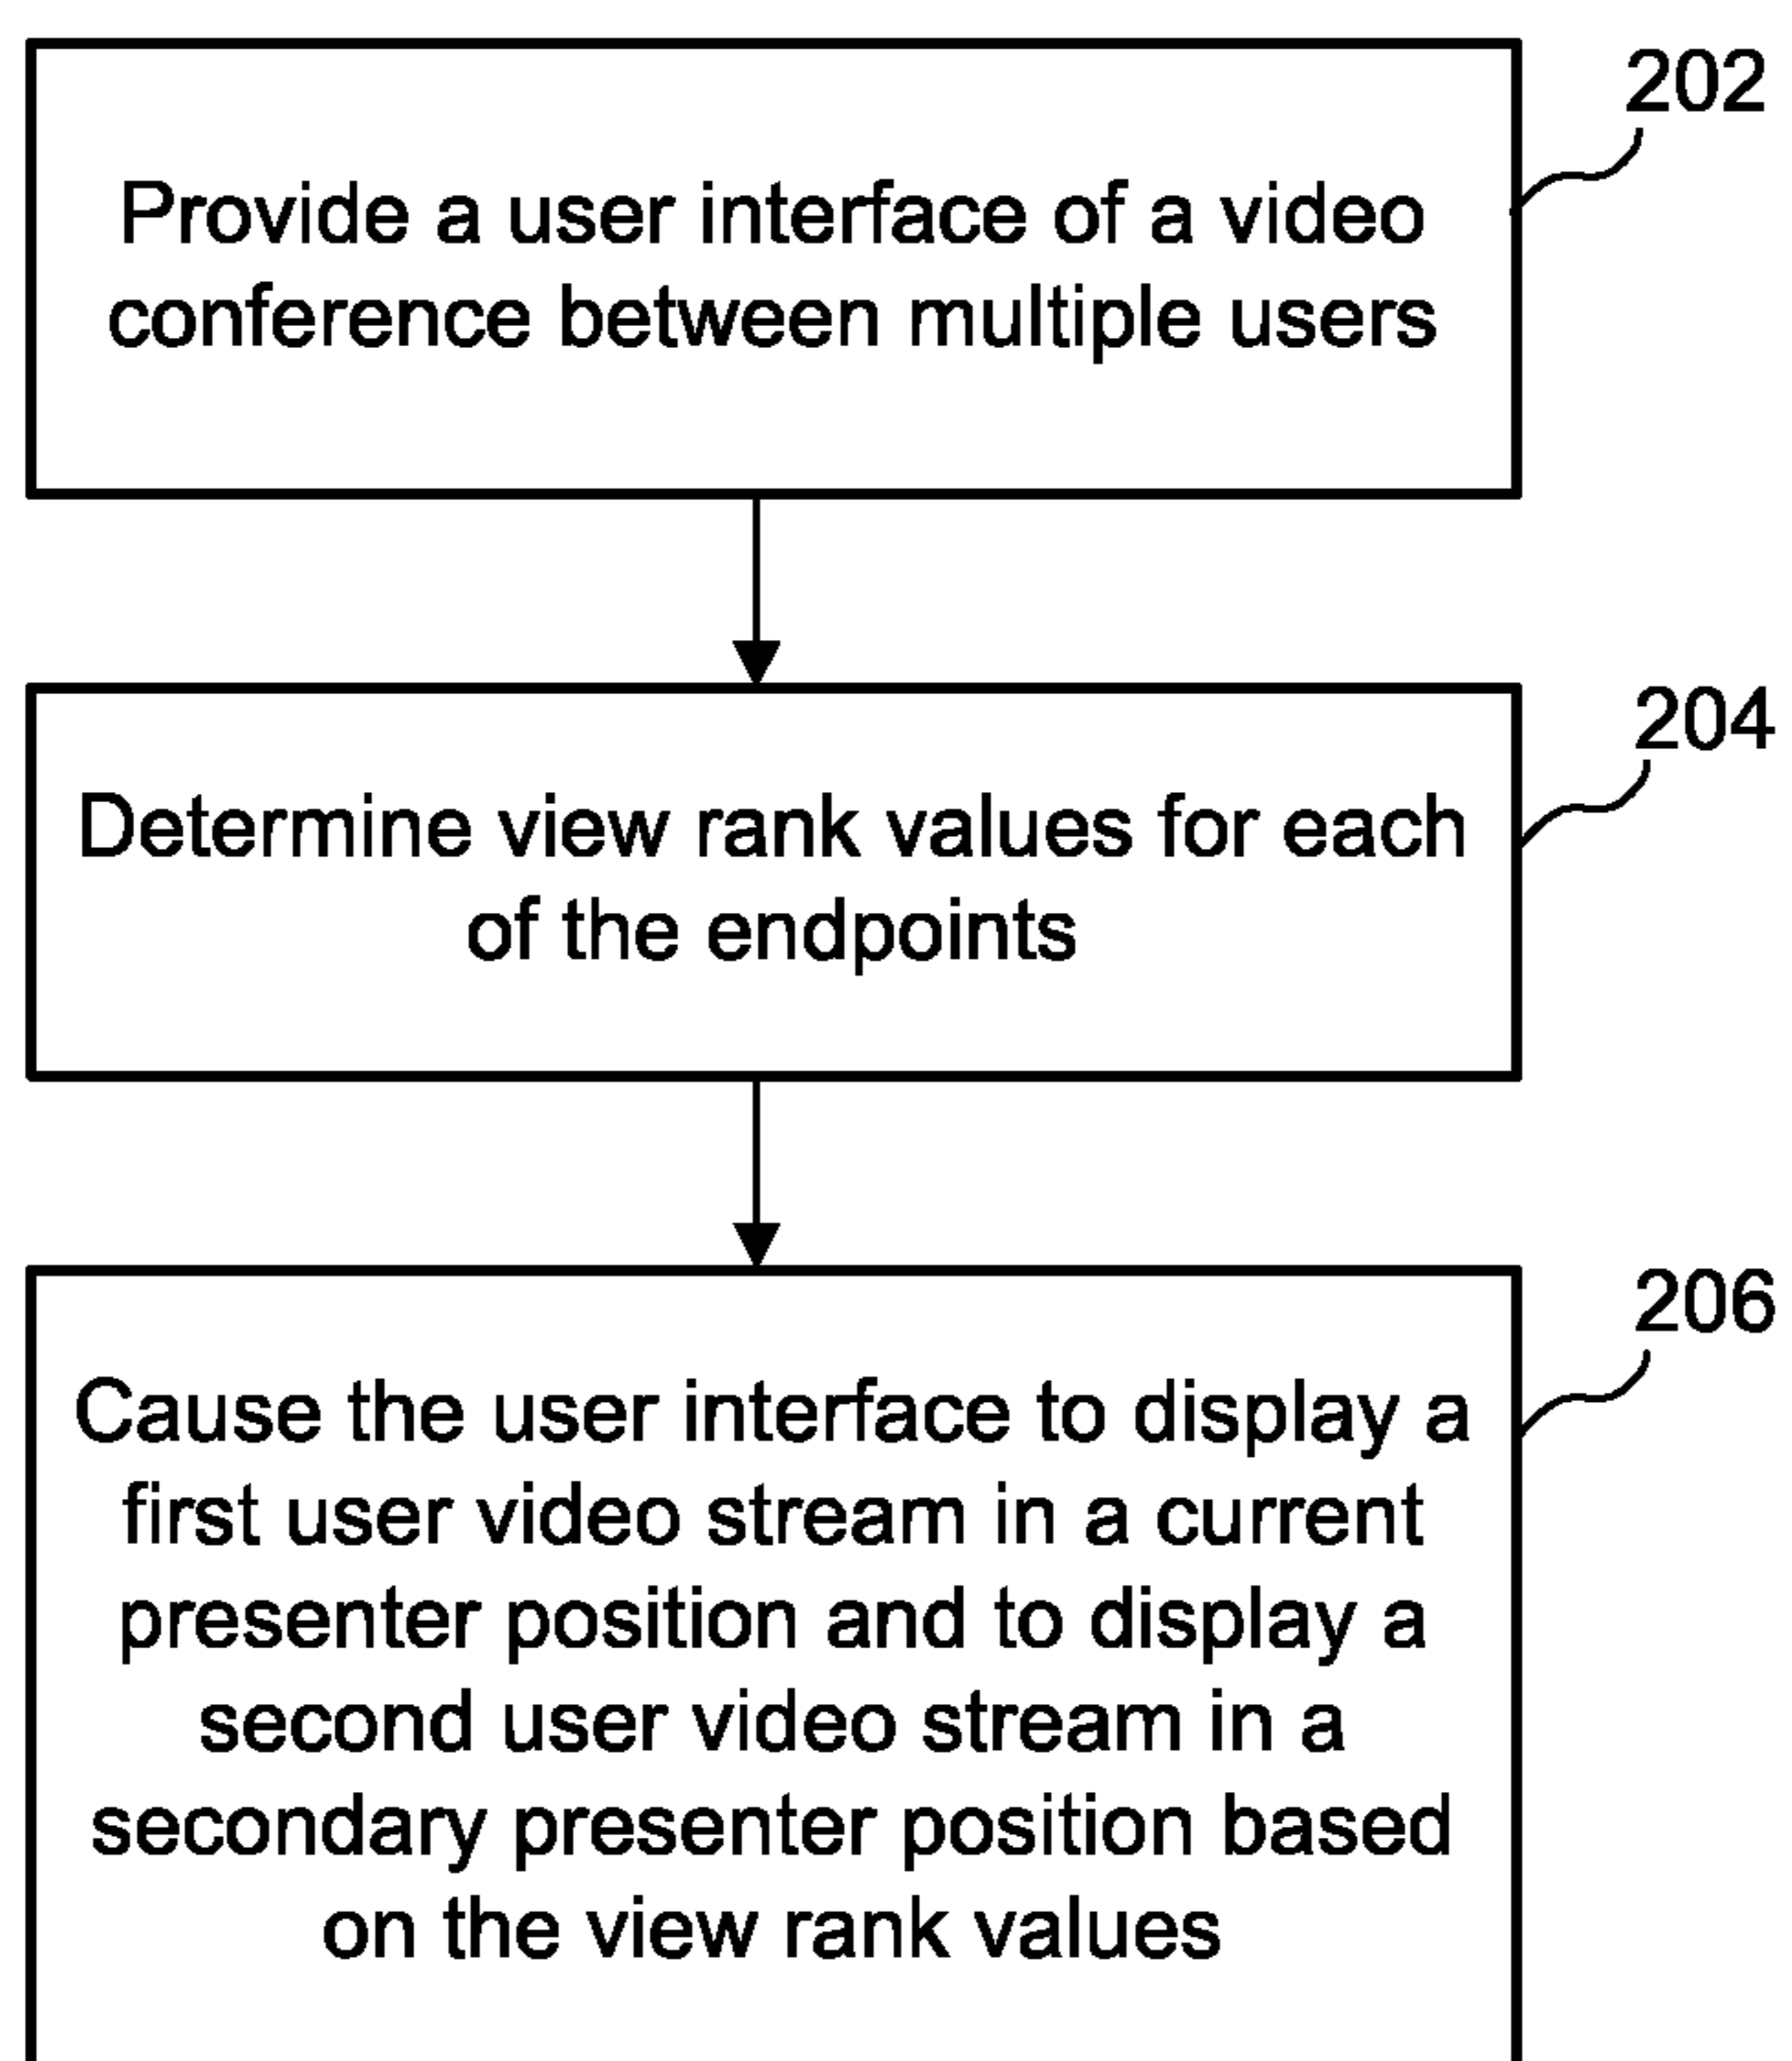 202
Provide a user interface of a video
conference between multiple users
204
Determine view rank values for each
of the endpoints
206
Cause the user interface to display a
first user video stream in a current
presenter position and to display a
second user video stream in a
secondary presenter position based
on the view rank values